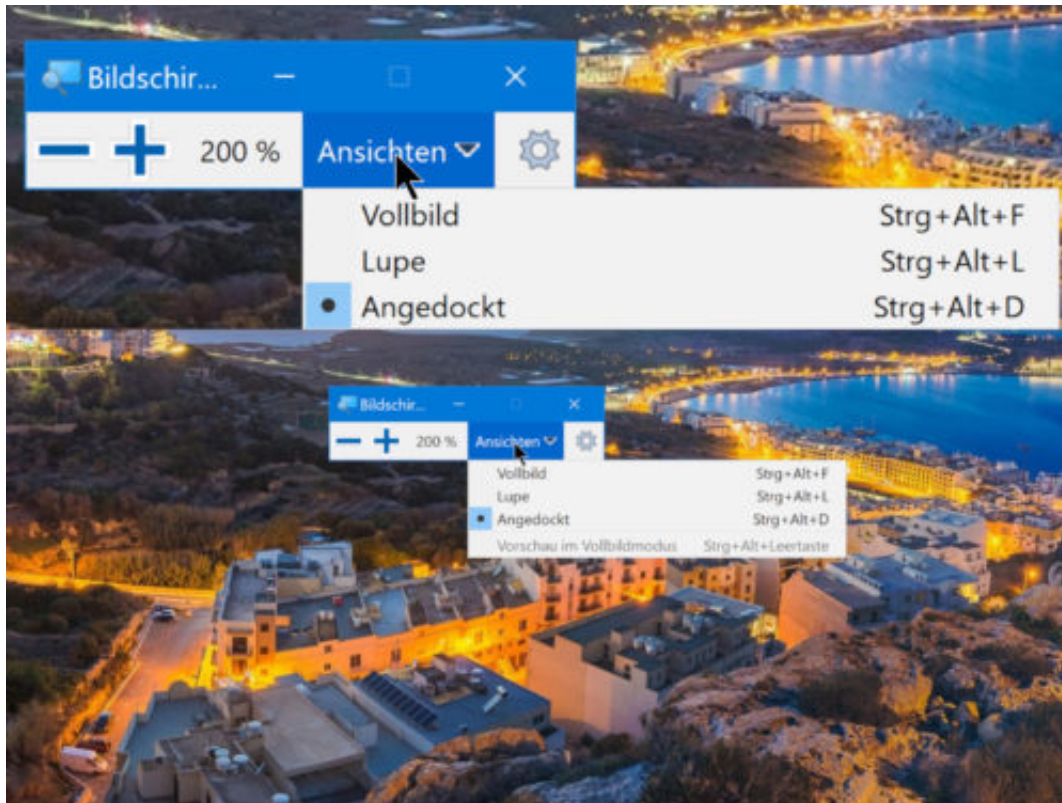 Bildschir...
200 % Ansichten
Vollbild Strg+Alt+F
Lupe Strg+Alt+L
Angedockt Strg+Alt+D
Bildschir...
200 % Ansichten
Vollbild Strg+Alt+F
Lupe Strg+Alt+L
Angedockt Strg+Alt+D
Vorschau im Vollbildmodus Strg+Alt+Leertaste